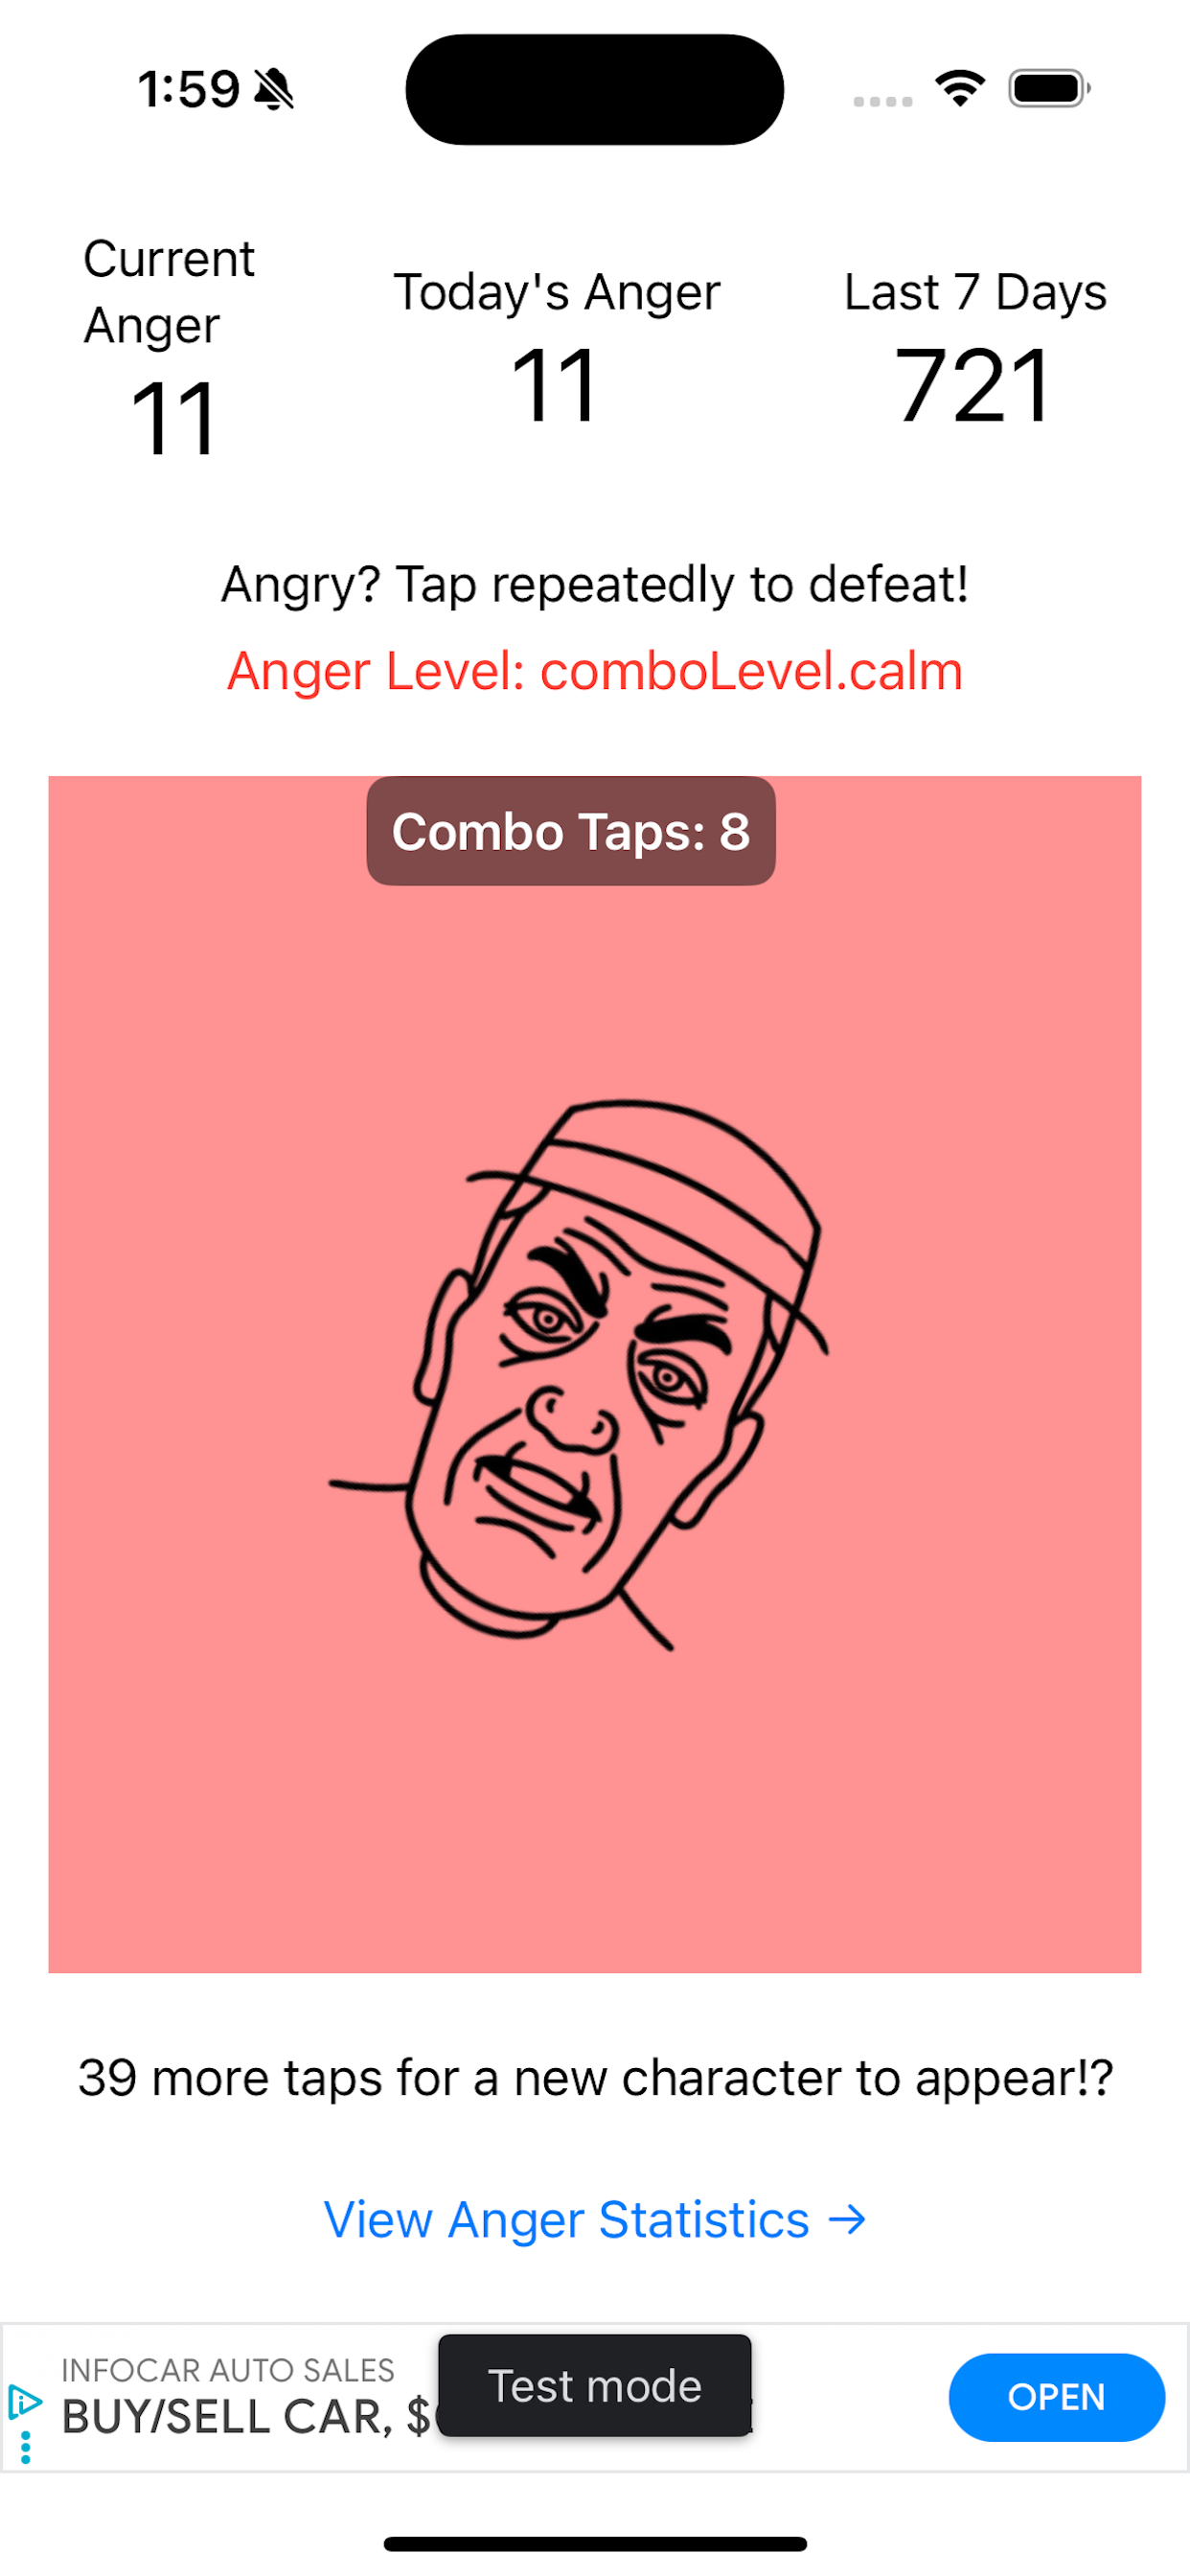 1:59
Current
Anger
11
Today's Anger
11
Last 7 Days
721
Angry? Tap repeatedly to defeat!
Anger Level: comboLevel.calm
Combo Taps: 8
39 more taps for a new character to appear!?
View Anger Statistics →
INFOCAR AUTO SALES
BUY/SELL CAR, $
Test mode
OPEN